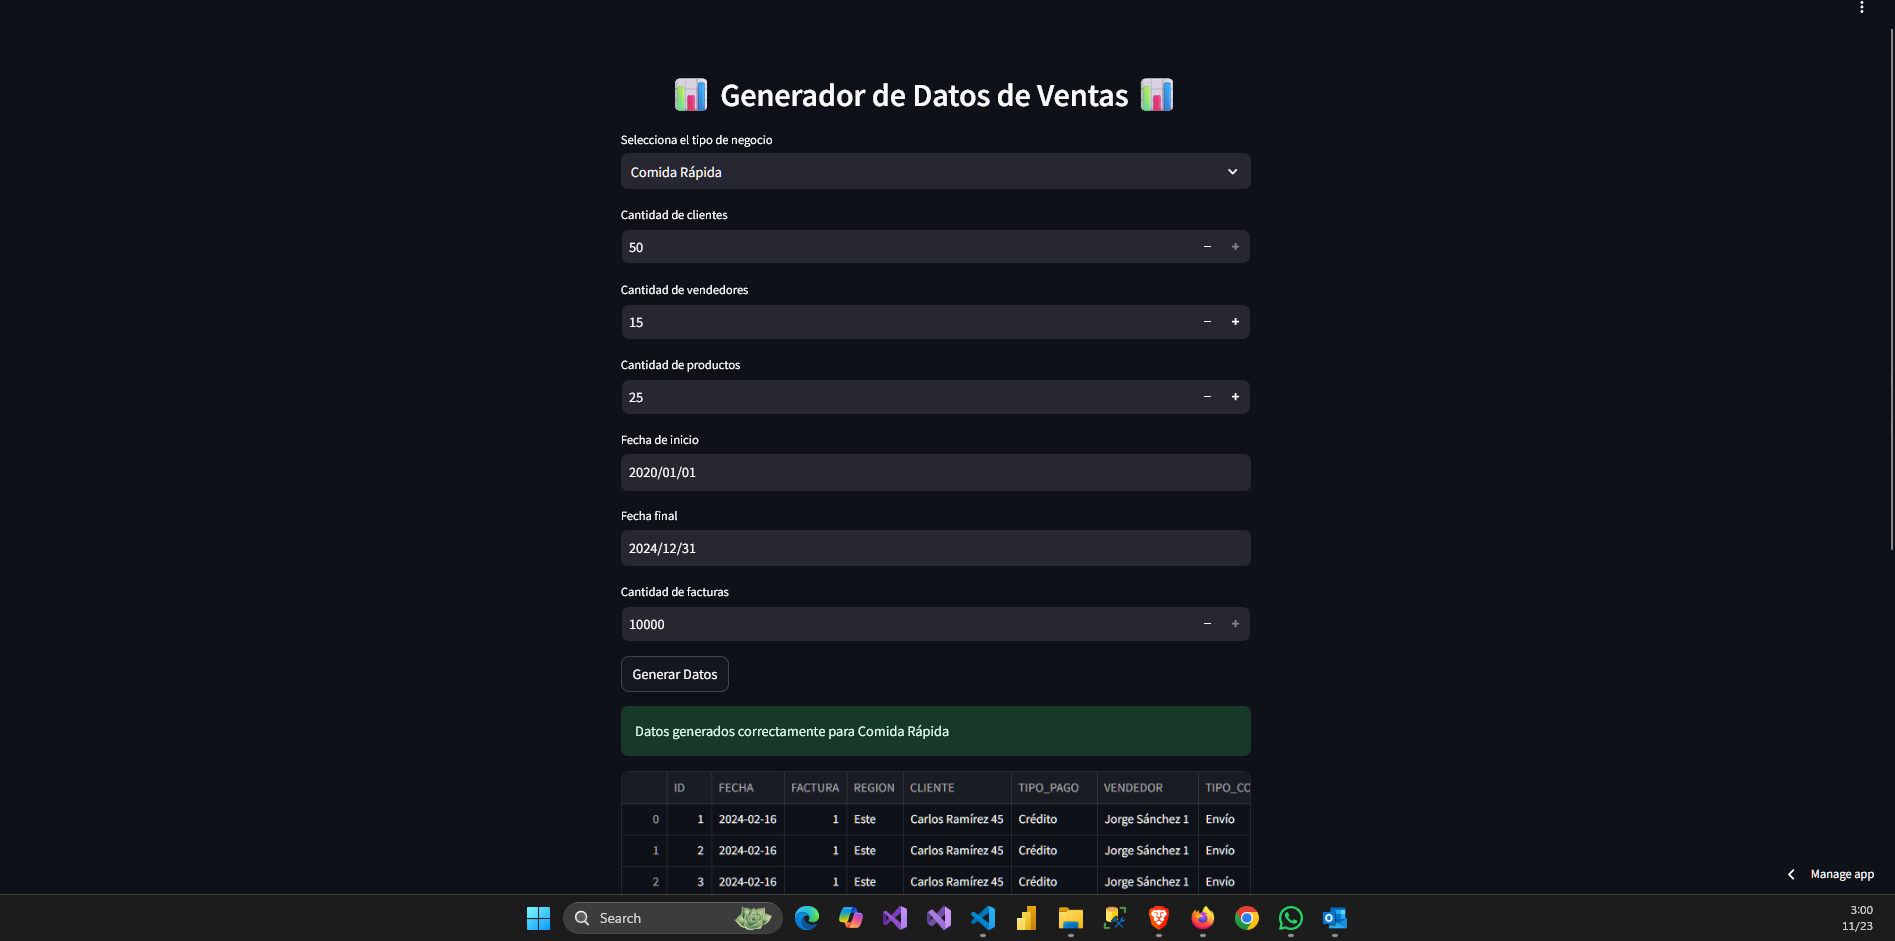 Generador de Datos de Ventas
Selecciona el tipo de negocio
Comida Rápida
Cantidad de clientes
50
Cantidad de vendedores
15
Cantidad de productos
25
Fecha de inicio
2020/01/01
Fecha final
2024/12/31
Cantidad de facturas
10000
Generar Datos
Datos generados correctamente para Comida Rápida
ID FECHA FACTURA REGION CLIENTE TIPO_PAGO VENDEDOR TIPO_CO
0 1 2024-02-16 1 Este Carlos Ramírez 45 Crédito Jorge Sánchez 1 Envío
1 2 2024-02-16 1 Este Carlos Ramírez 45 Crédito Jorge Sánchez 1 Envío
2 3 2024-02-16 1 Este Carlos Ramírez 45 Crédito Jorge Sánchez 1 Envío
Manage app
Search
3:00
11/23